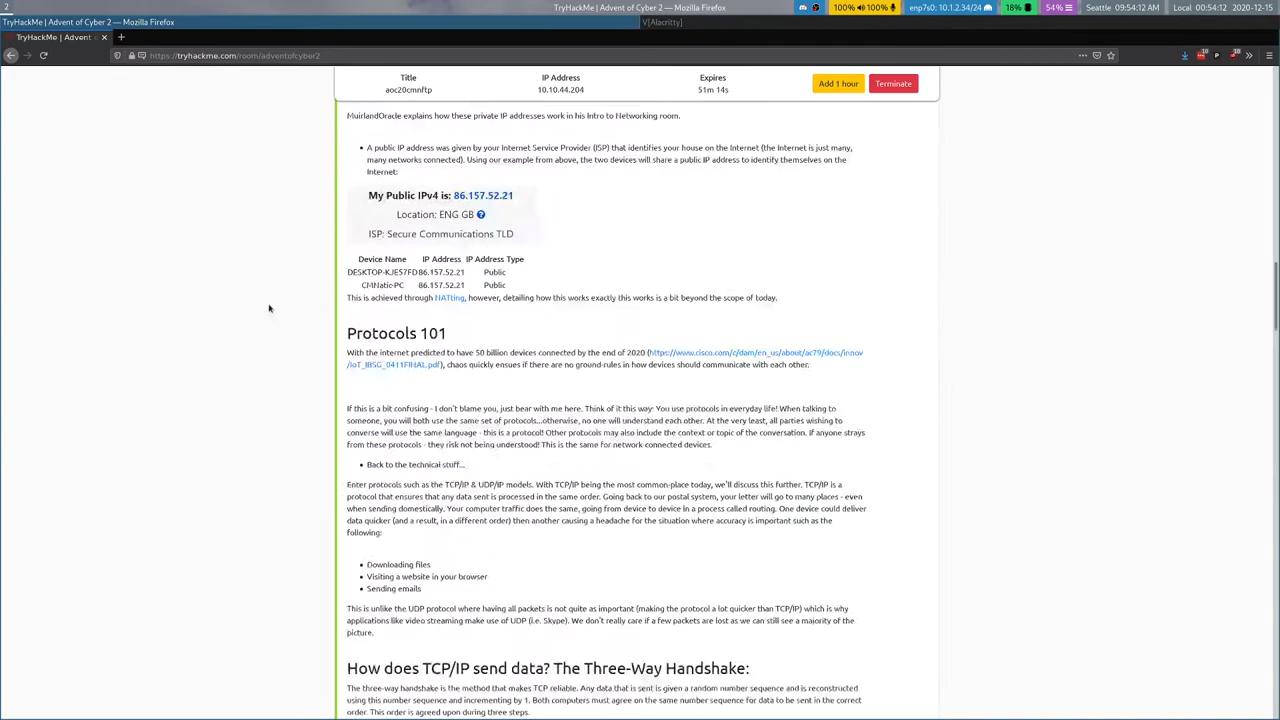 2
TryHackMe | Advent of Cyber 2 — Mozilla Firefox
100% 100%
enp7s0: 10.1.2.34/24
18%
54%
Seattle 09:54:12 AM
Local 09:54:12
2020-12-15
TryHackMe | Advent of Cyber 2 — Mozilla Firefox
V[Alacritty]
TryHackMe | Advent
https://tryhackme.com/room/adventofcyber2
Title
IP Address
Expires
aoc20cmnftp
10.10.44.204
51m 14s
Add 1 hour
Terminate
MuirlandOracle explains how these private IP addresses work in his Intro to Networking room.
• A public IP address was given by your Internet Service Provider (ISP) that identifies your house on the Internet (the Internet is just many,
many networks connected). Using our example from above, the two devices will share a public IP address to identify themselves on the
Internet:
My Public IPv4 is: 86.157.52.21
Location: ENG GB
ISP: Secure Communications TLD
Device Name IP Address IP Address Type
DESKTOP-KJE57FD 86.157.52.21 Public
CMNatic-PC 86.157.52.21 Public
This is achieved through NATting, however, detailing how this works exactly this works is a bit beyond the scope of today.
Protocols 101
With the internet predicted to have 50 billion devices connected by the end of 2020 (https://www.cisco.com/c/dam/en_us/about/ac79/docs/innov
/IoT_IBSG_0411FINAL.pdf), chaos quickly ensues if there are no ground-rules in how devices should communicate with each other.
If this is a bit confusing - I don't blame you, just bear with me here. Think of it this way: You use protocols in everyday life! When talking to
someone, you will both use the same set of protocols...otherwise, no one will understand each other. At the very least, all parties wishing to
converse will use the same language - this is a protocol! Other protocols may also include the context or topic of the conversation. If anyone strays
from these protocols - they risk not being understood! This is the same for network connected devices.
• Back to the technical stuff...
Enter protocols such as the TCP/IP & UDP/IP models. With TCP/IP being the most common-place today, we'll discuss this further. TCP/IP is a
protocol that ensures that any data sent is processed in the same order. Going back to our postal system, your letter will go to many places - even
when sending domestically. Your computer traffic does the same, going from device to device in a process called routing. One device could deliver
data quicker (and a result, in a different order) then another causing a headache for the situation where accuracy is important such as the
following:
• Downloading files
• Visiting a website in your browser
• Sending emails
This is unlike the UDP protocol where having all packets is not quite as important (making the protocol a lot quicker than TCP/IP) which is why
applications like video streaming make use of UDP (i.e. Skype). We don't really care if a few packets are lost as we can still see a majority of the
picture.
How does TCP/IP send data? The Three-Way Handshake:
The three-way handshake is the method that makes TCP reliable. Any data that is sent is given a random number sequence and is reconstructed
using this number sequence and incrementing by 1. Both computers must agree on the same number sequence for data to be sent in the correct
order. This order is agreed upon during three steps.